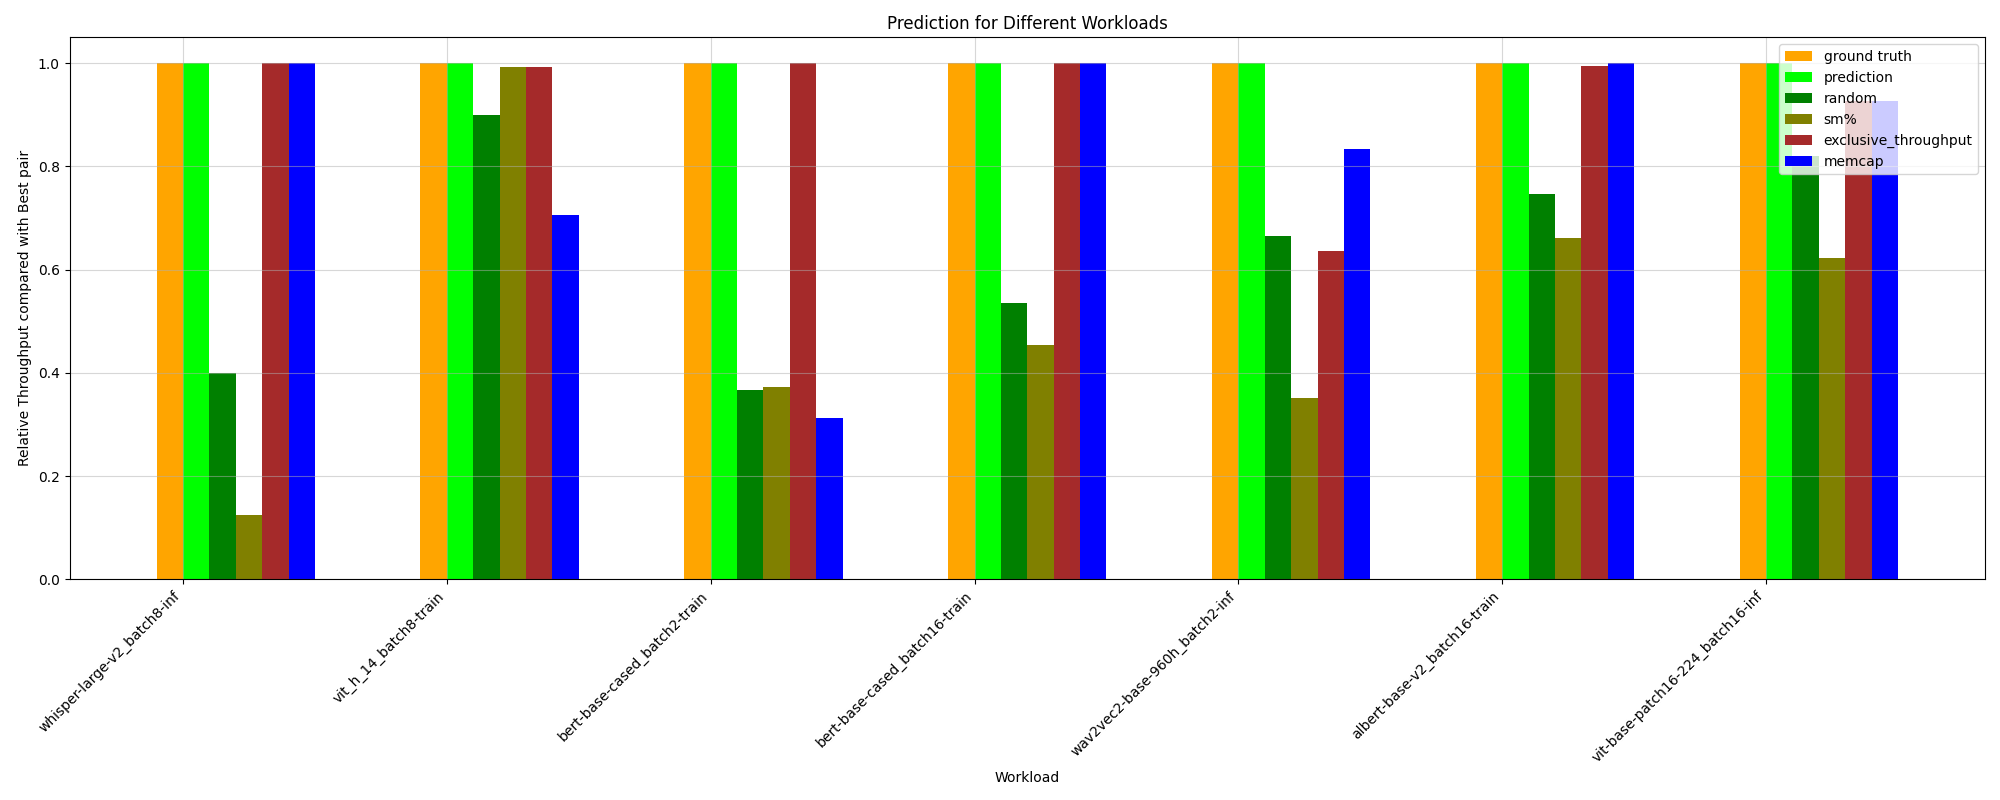 Prediction for Different Workloads
Relative Throughput compared with Best pair
1.0
0.8
0.6
0.4
0.2
0.0
ground truth
prediction
random
sm%
exclusive_throughput
memcap
whisper-large-v2_batch8-inf
vit_h_14_batch8-train
bert-base-cased_batch2-train
bert-base-cased_batch16-train
wav2vec2-base-960h_batch2-inf
albert-base-v2_batch16-train
vit-base-patch16-224_batch16-inf
Workload